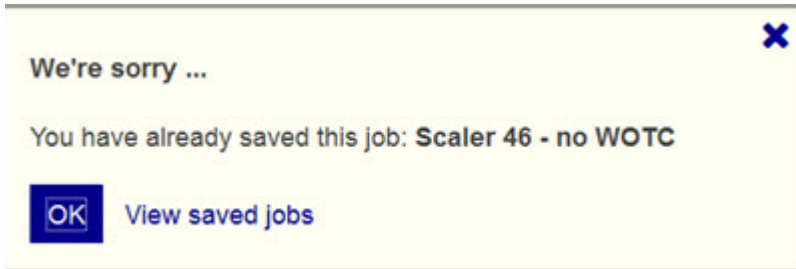 We're sorry ...
You have already saved this job: Scaler 46 - no WOTC
OK View saved jobs